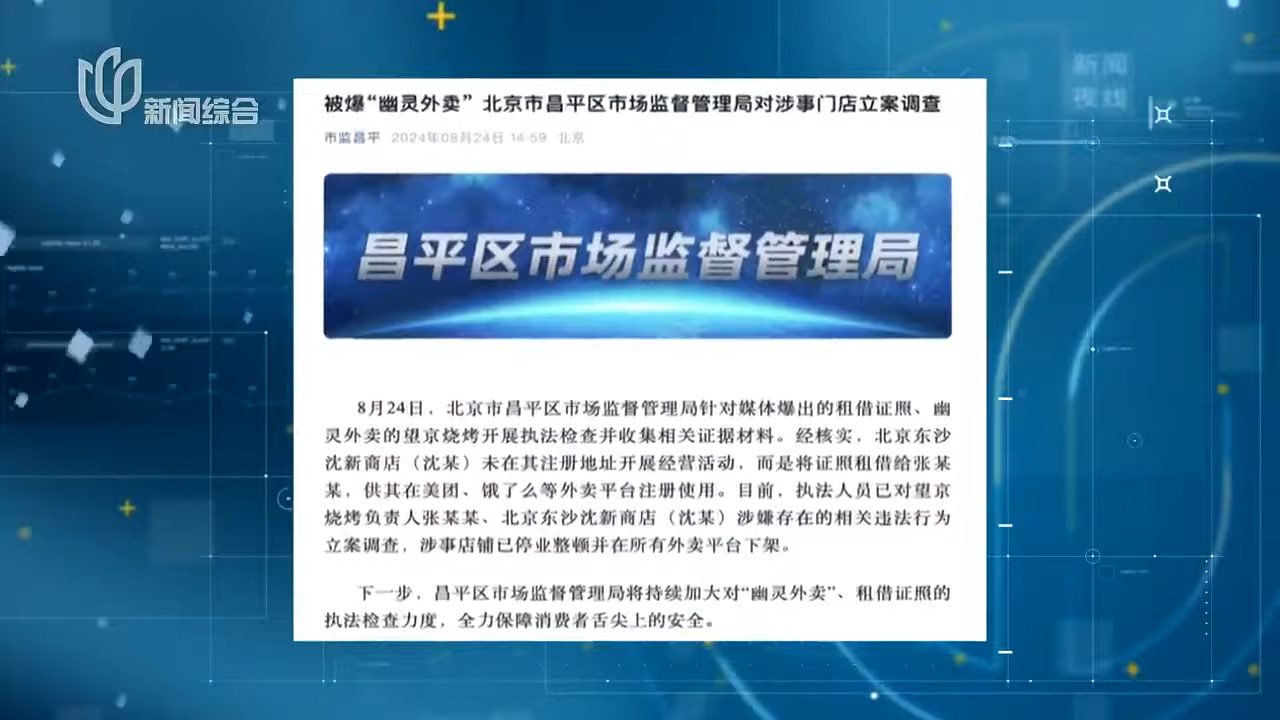 新闻综合
新闻
夜线
被爆“幽灵外卖” 北京市昌平区市场监督管理局对涉事门店立案调查
市监昌平 2024年08月24日 14:59 北京
昌平区市场监督管理局
8月24日，北京市昌平区市场监督管理局针对媒体爆出的租借证照、幽
灵外卖的望京烧烤开展执法检查并收集相关证据材料。经核实，北京东沙
沈新商店（沈某）未在其注册地址开展经营活动，而是将证照租借给张某
某，供其在美团、饿了么等外卖平台注册使用。目前，执法人员已对望京
烧烤负责人张某某、北京东沙沈新商店（沈某）涉嫌存在的相关违法行为
立案调查，涉事店铺已停业整顿并在所有外卖平台下架。
下一步，昌平区市场监督管理局将持续加大对“幽灵外卖”、租借证照的
执法检查力度，全力保障消费者舌尖上的安全。